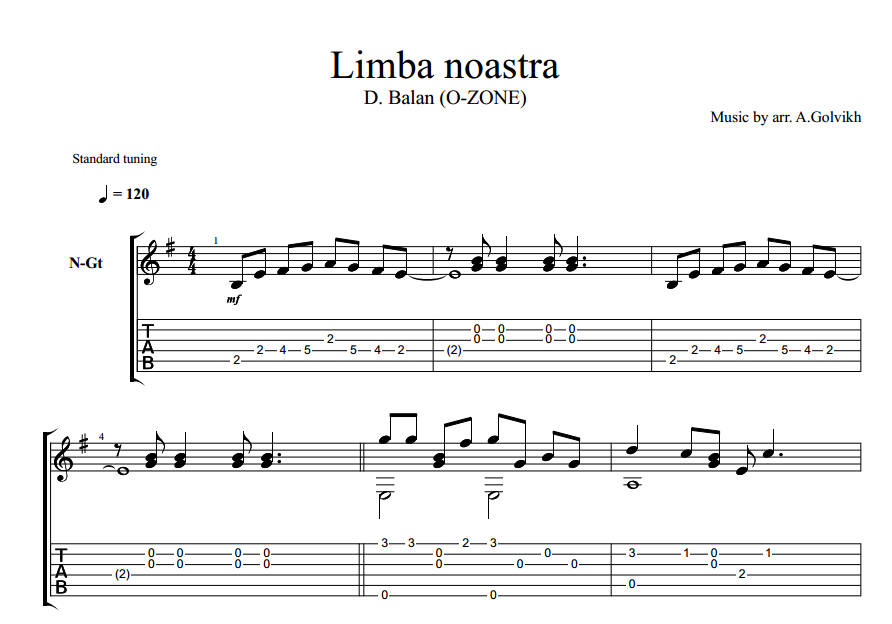 Limba noastra
D. Balan (O-ZONE)
Music by arr. A.Golvikh
Standard tuning
= 120
1
N-Gt
4
4
mf
T
A
B
0 0 0 0
2 0 0 0 0 2
2 4 5 5 4 2 (2) 2 4 5 5 4 2
2 2
4
T
A
B
3 3 2 3
0 0 0 0 0 0 3 1 0 1
0 0 0 0 0 0 0 0
(2) 2
0
0 0